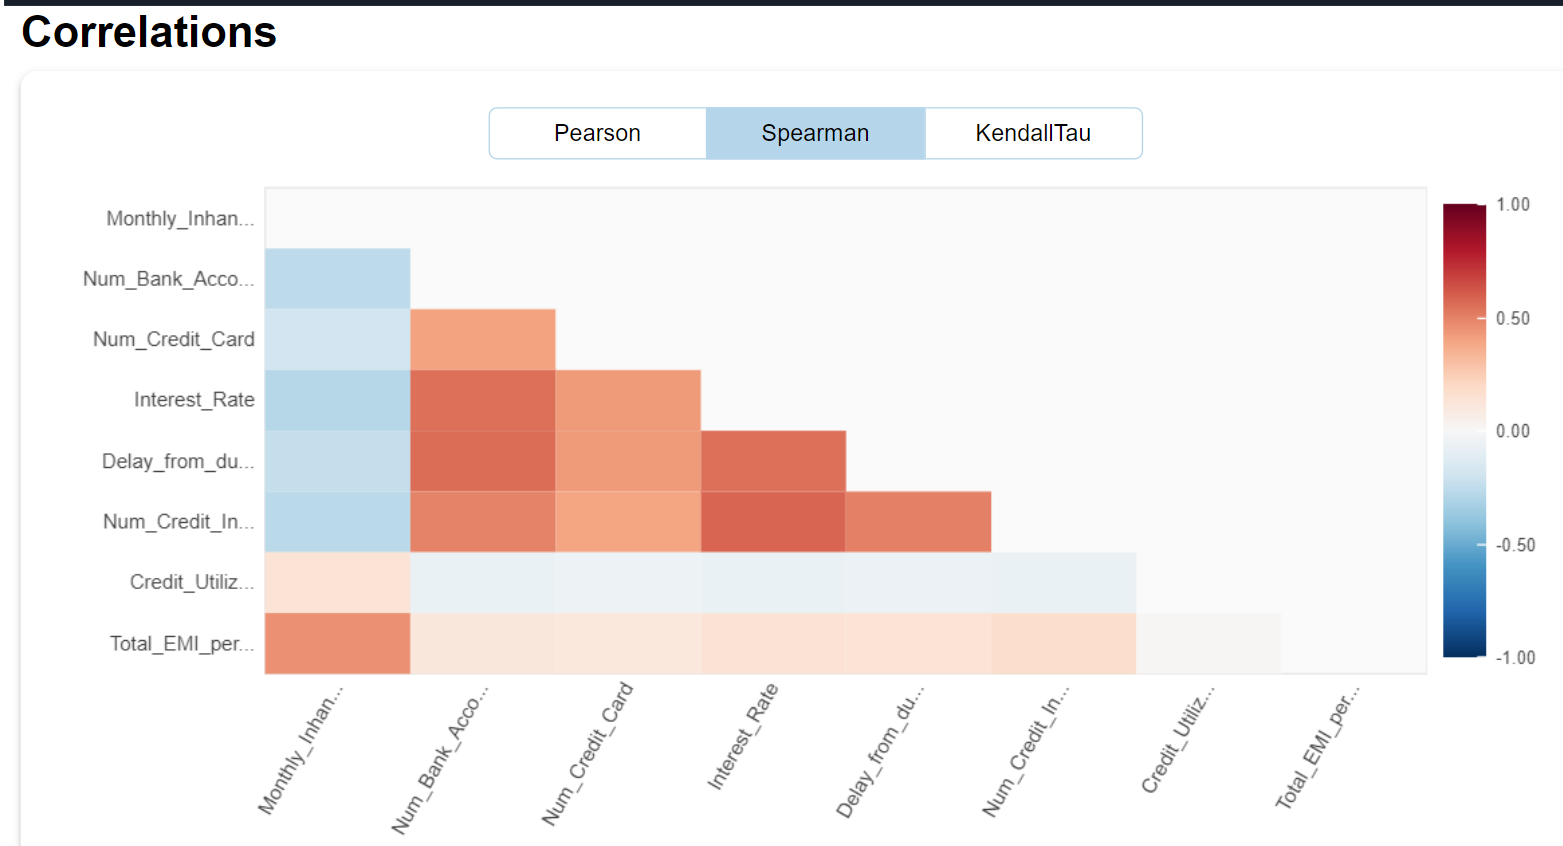 Correlations
Pearson Spearman KendallTau
Monthly_Inhan...
Num_Bank_Acco...
Num_Credit_Card
Interest_Rate
Delay_from_du...
Num_Credit_In...
Credit_Utiliz...
Total_EMI_per...
1.00
0.50
0.00
-0.50
-1.00
Monthly_Inhan...
Num_Bank_Acco...
Num_Credit_Card
Interest_Rate
Delay_from_du...
Num_Credit_In...
Credit_Utiliz...
Total_EMI_per...